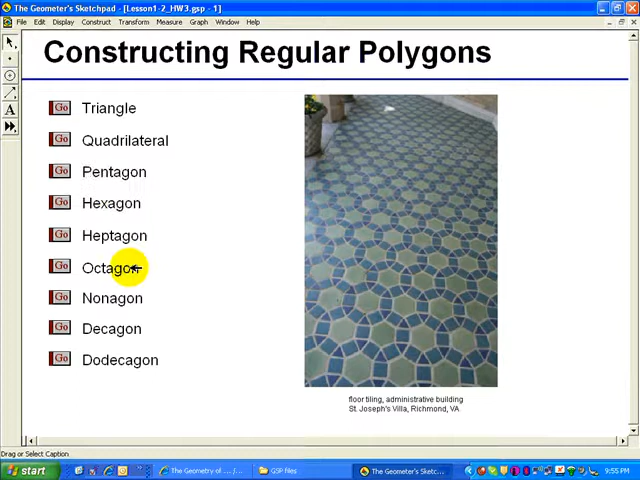 The Geometer's Sketchpad - [Lesson1-2_HW3.gsp - 1]
File Edit Display Construct Transform Measure Graph Window Help
Constructing Regular Polygons
Go Triangle
Go Quadrilateral
Go Pentagon
Go Hexagon
Go Heptagon
Go Octagon
Go Nonagon
Go Decagon
Go Dodecagon
floor tiling, administrative building
St. Joseph's Villa, Richmond, VA
Drag or Select Caption
start The Geometry of ... /... GSP files The Geometer's Sketc... 9:55 PM